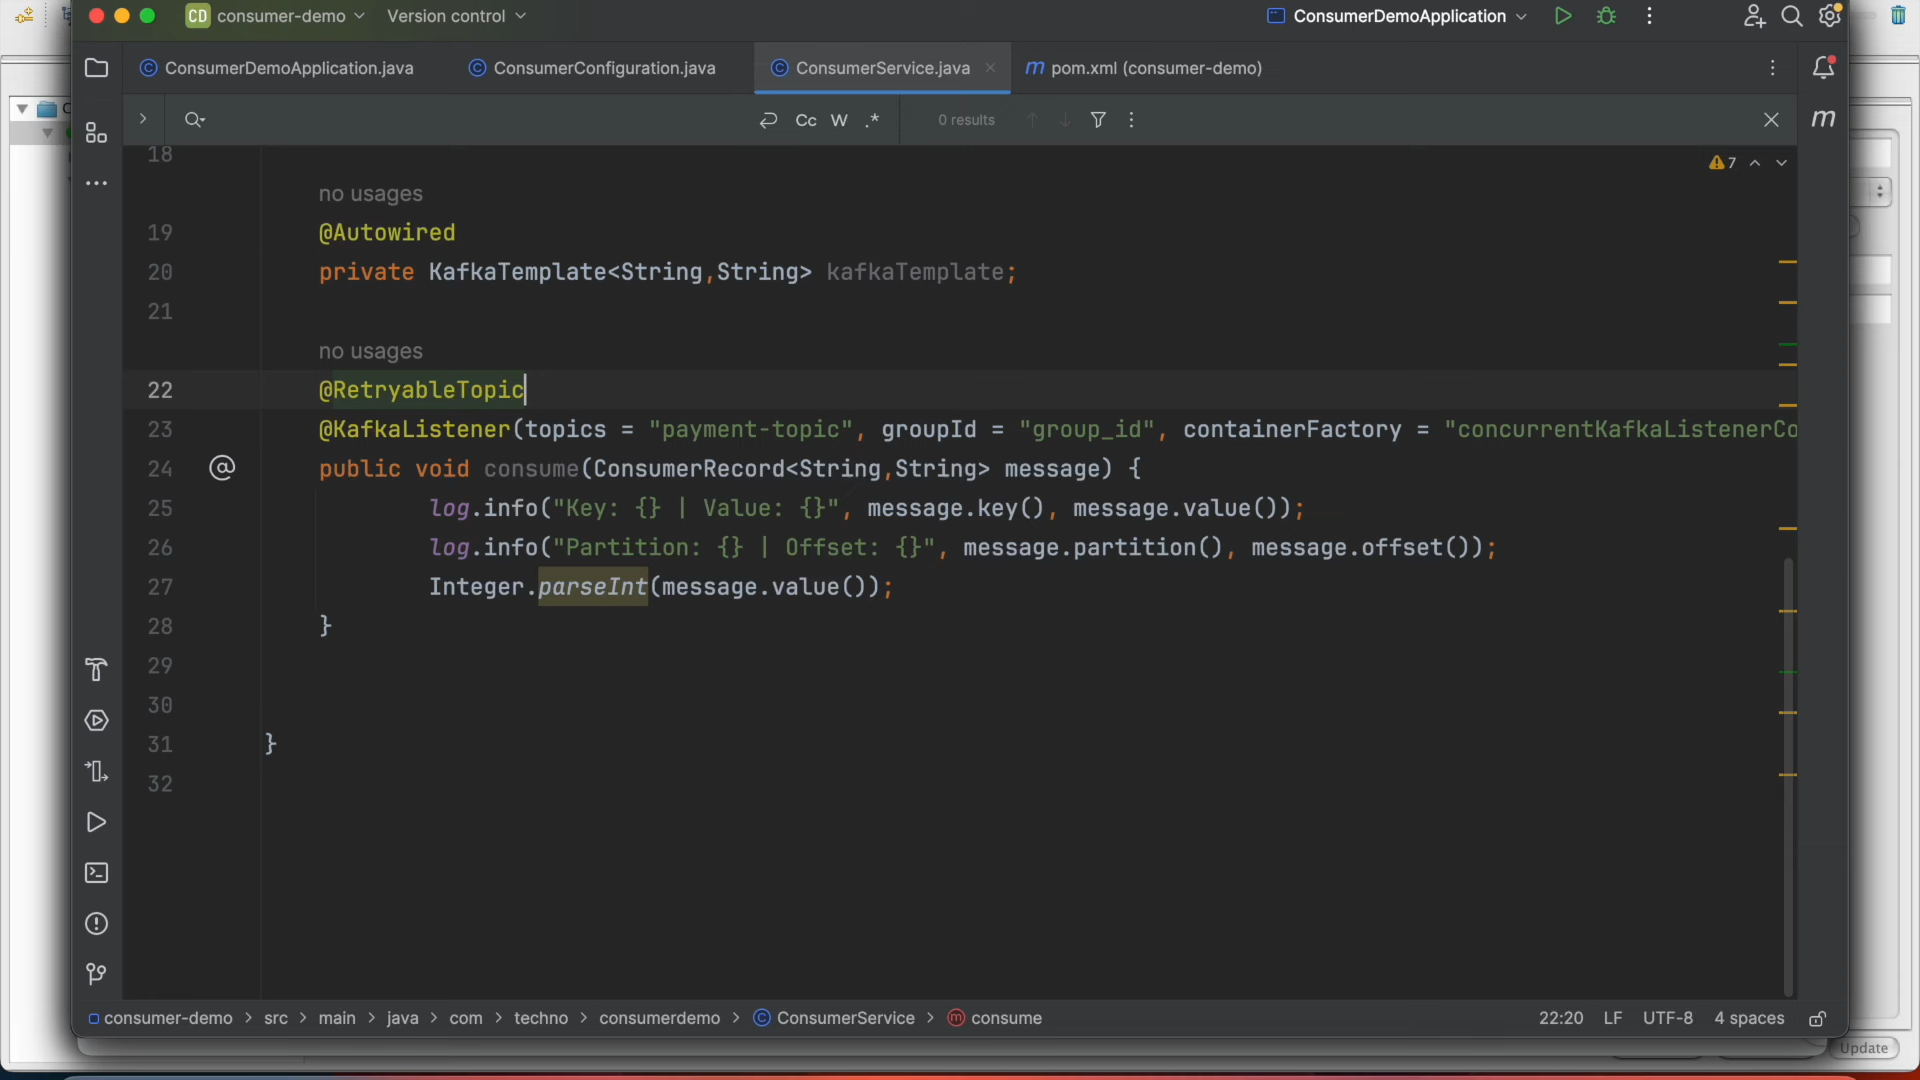 CD consumer-demo Version control ConsumerDemoApplication
ConsumerDemoApplication.java ConsumerConfiguration.java ConsumerService.java pom.xml (consumer-demo)
Cc W .* 0 results
18 7
no usages
19 @Autowired
20 private KafkaTemplate<String,String> kafkaTemplate;
21
no usages
22 @RetryableTopic
23 @KafkaListener(topics = "payment-topic", groupId = "group_id", containerFactory = "concurrentKafkaListenerCo
24 public void consume(ConsumerRecord<String,String> message) {
25 log.info("Key: {} | Value: {}", message.key(), message.value());
26 log.info("Partition: {} | Offset: {}", message.partition(), message.offset());
27 Integer.parseInt(message.value());
28 }
29
30
31 }
32
consumer-demo > src > main > java > com > techno > consumerdemo > ConsumerService > consume 22:20 LF UTF-8 4 spaces
Update